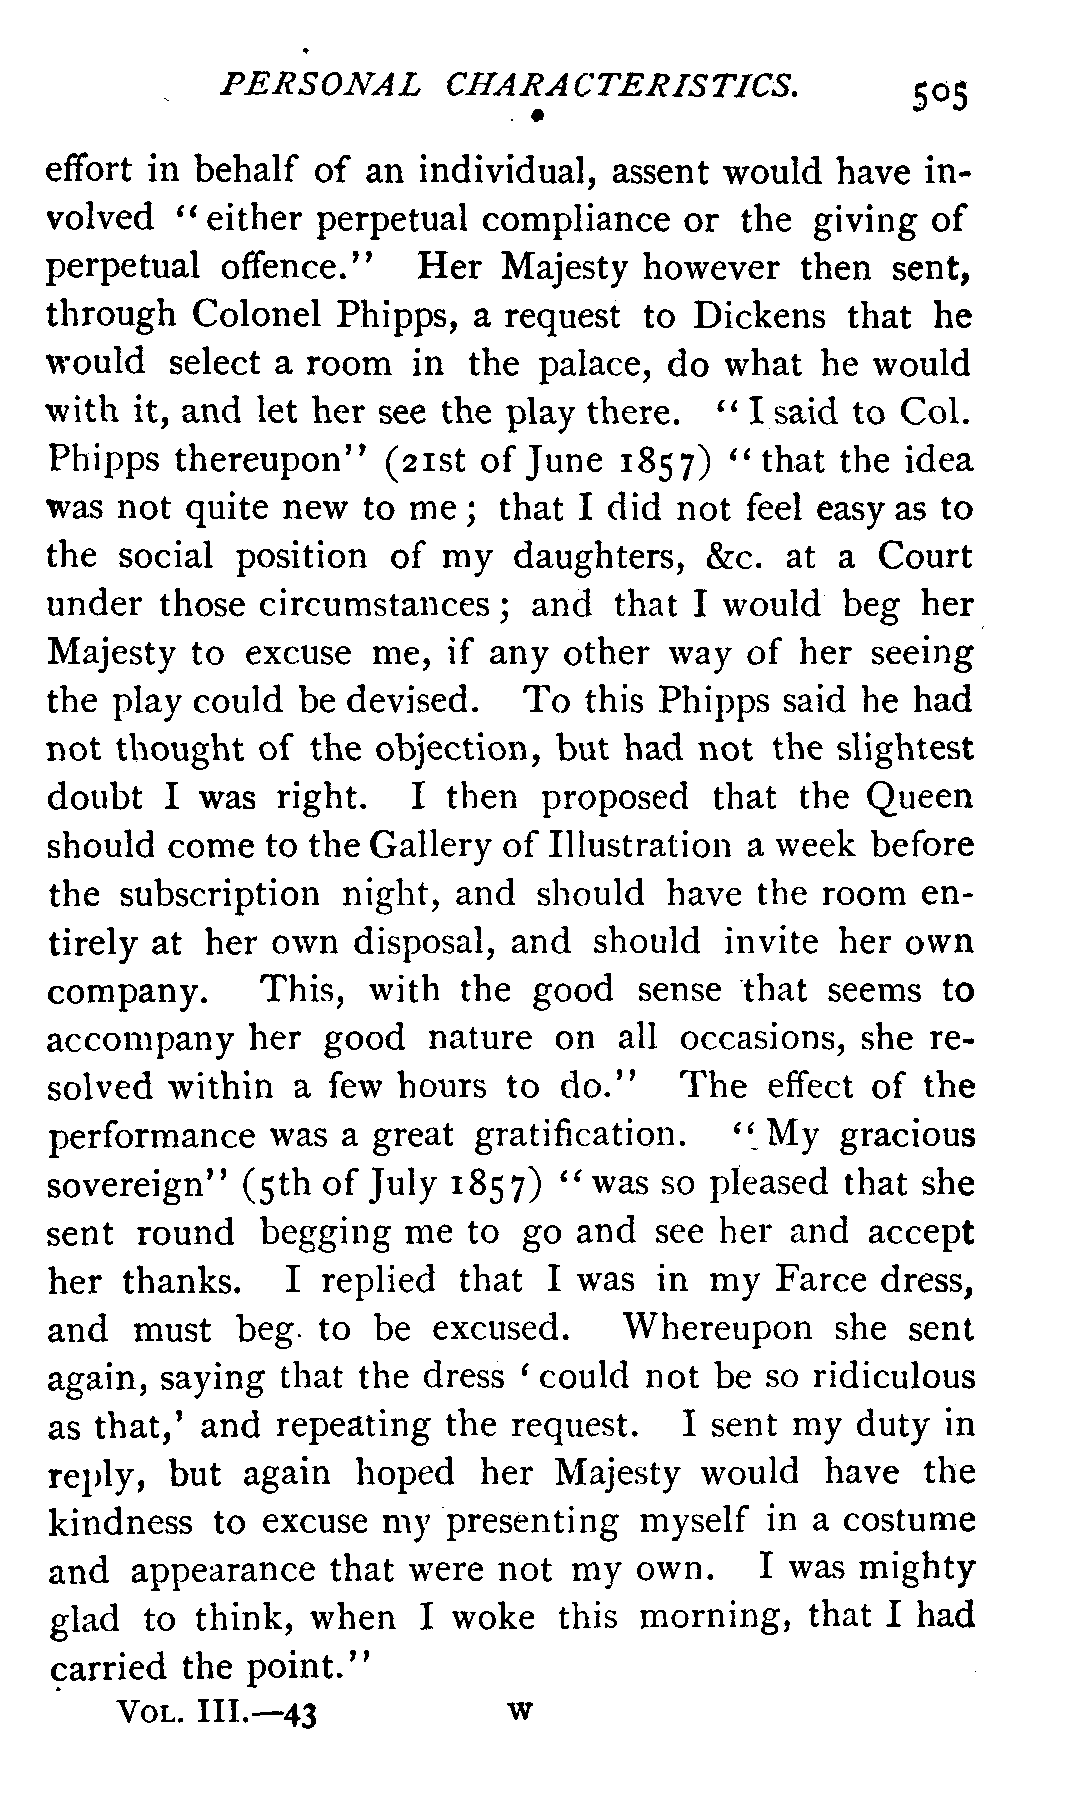 PERSONAL CHARACTERISTICS. 505
effort in behalf of an individual, assent would have in-
volved “either perpetual compliance or the giving of
perpetual offence.” Her Majesty however then sent,
through Colonel Phipps, a request to Dickens that he
would select a room in the palace, do what he would
with it, and let her see the play there. “I said to Col.
Phipps thereupon” (21st of June 1857) “that the idea
was not quite new to me; that I did not feel easy as to
the social position of my daughters, &c. at a Court
under those circumstances; and that I would beg her
Majesty to excuse me, if any other way of her seeing
the play could be devised. To this Phipps said he had
not thought of the objection, but had not the slightest
doubt I was right. I then proposed that the Queen
should come to the Gallery of Illustration a week before
the subscription night, and should have the room en-
tirely at her own disposal, and should invite her own
company. This, with the good sense that seems to
accompany her good nature on all occasions, she re-
solved within a few hours to do.” The effect of the
performance was a great gratification. “My gracious
sovereign” (5th of July 1857) “was so pleased that she
sent round begging me to go and see her and accept
her thanks. I replied that I was in my Farce dress,
and must beg to be excused. Whereupon she sent
again, saying that the dress ‘could not be so ridiculous
as that,’ and repeating the request. I sent my duty in
reply, but again hoped her Majesty would have the
kindness to excuse my presenting myself in a costume
and appearance that were not my own. I was mighty
glad to think, when I woke this morning, that I had
carried the point.”
VOL. III.—43 W